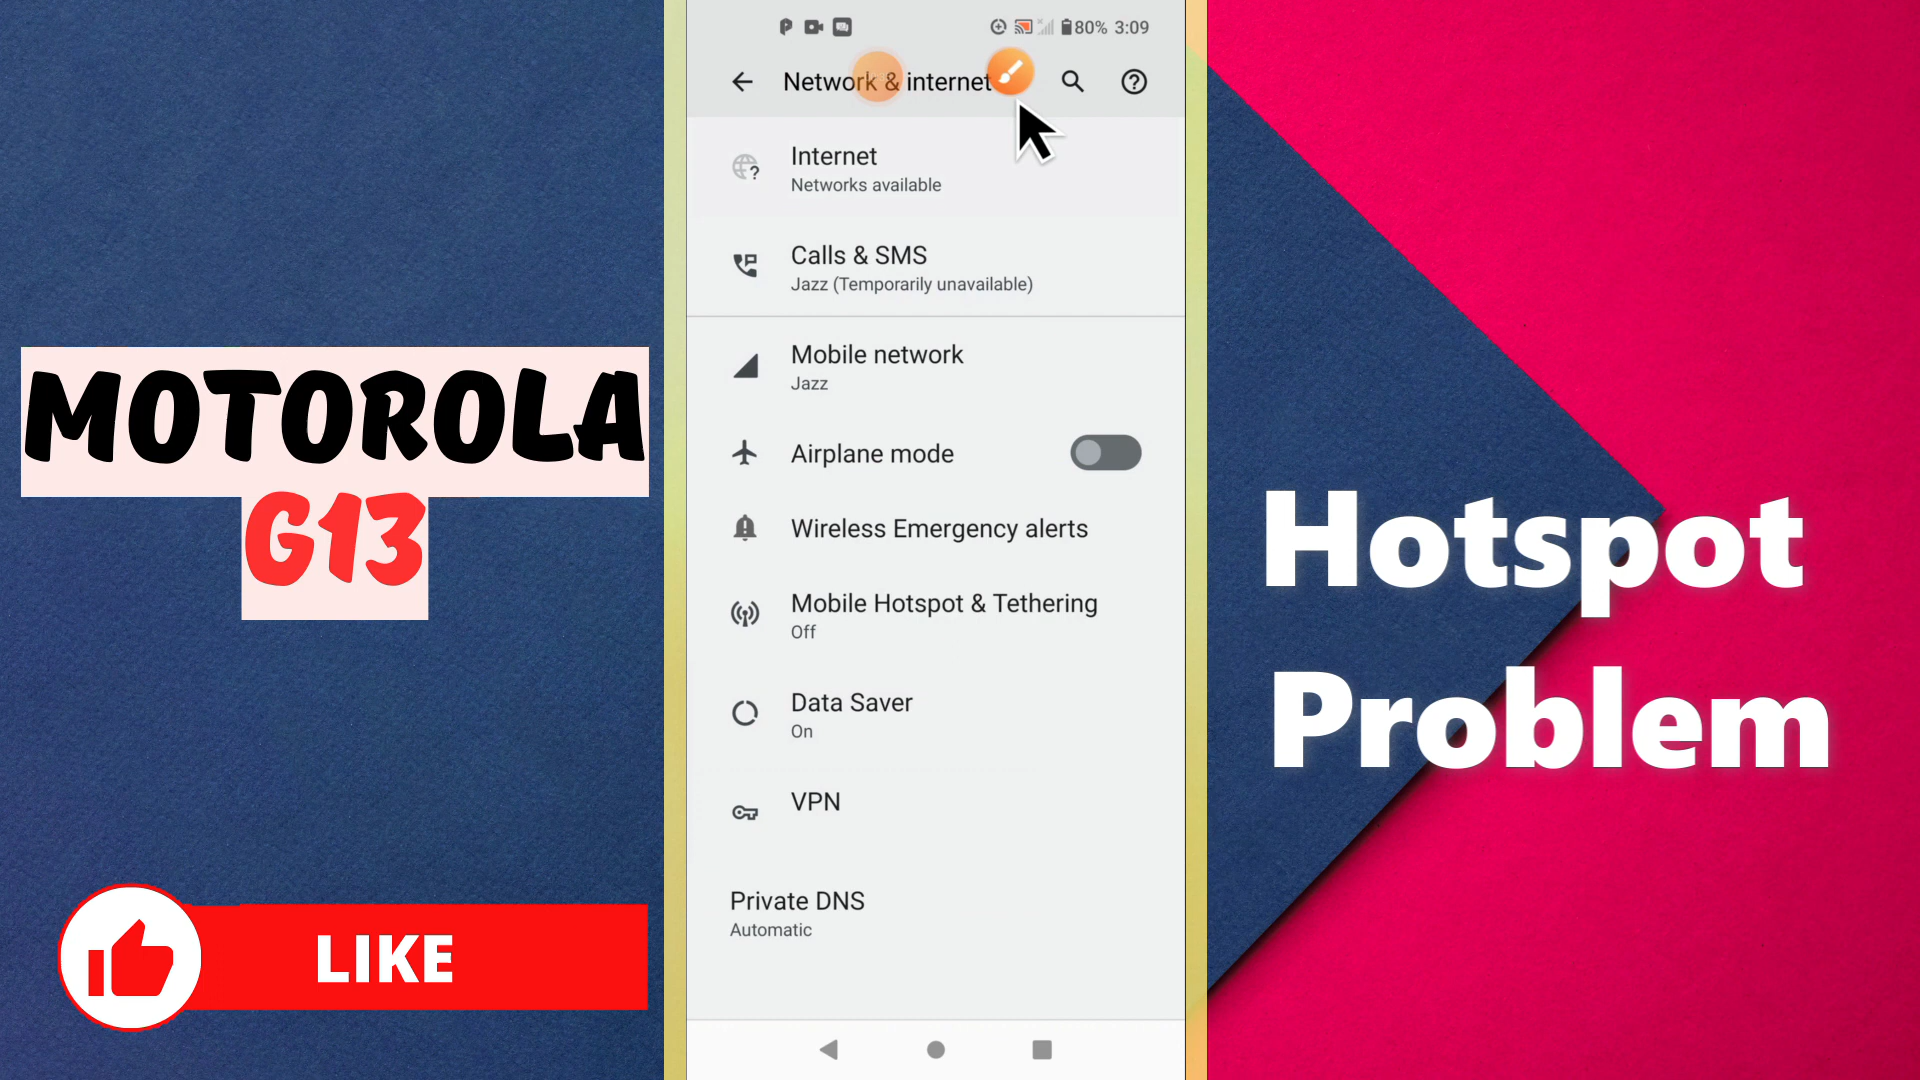 MOTOROLA
G13
LIKE
80% 3:09
Network & internet
Internet
Networks available
Calls & SMS
Jazz (Temporarily unavailable)
Mobile network
Jazz
Airplane mode
Wireless Emergency alerts
Mobile Hotspot & Tethering
Off
Data Saver
On
VPN
Private DNS
Automatic
Hotspot
Problem